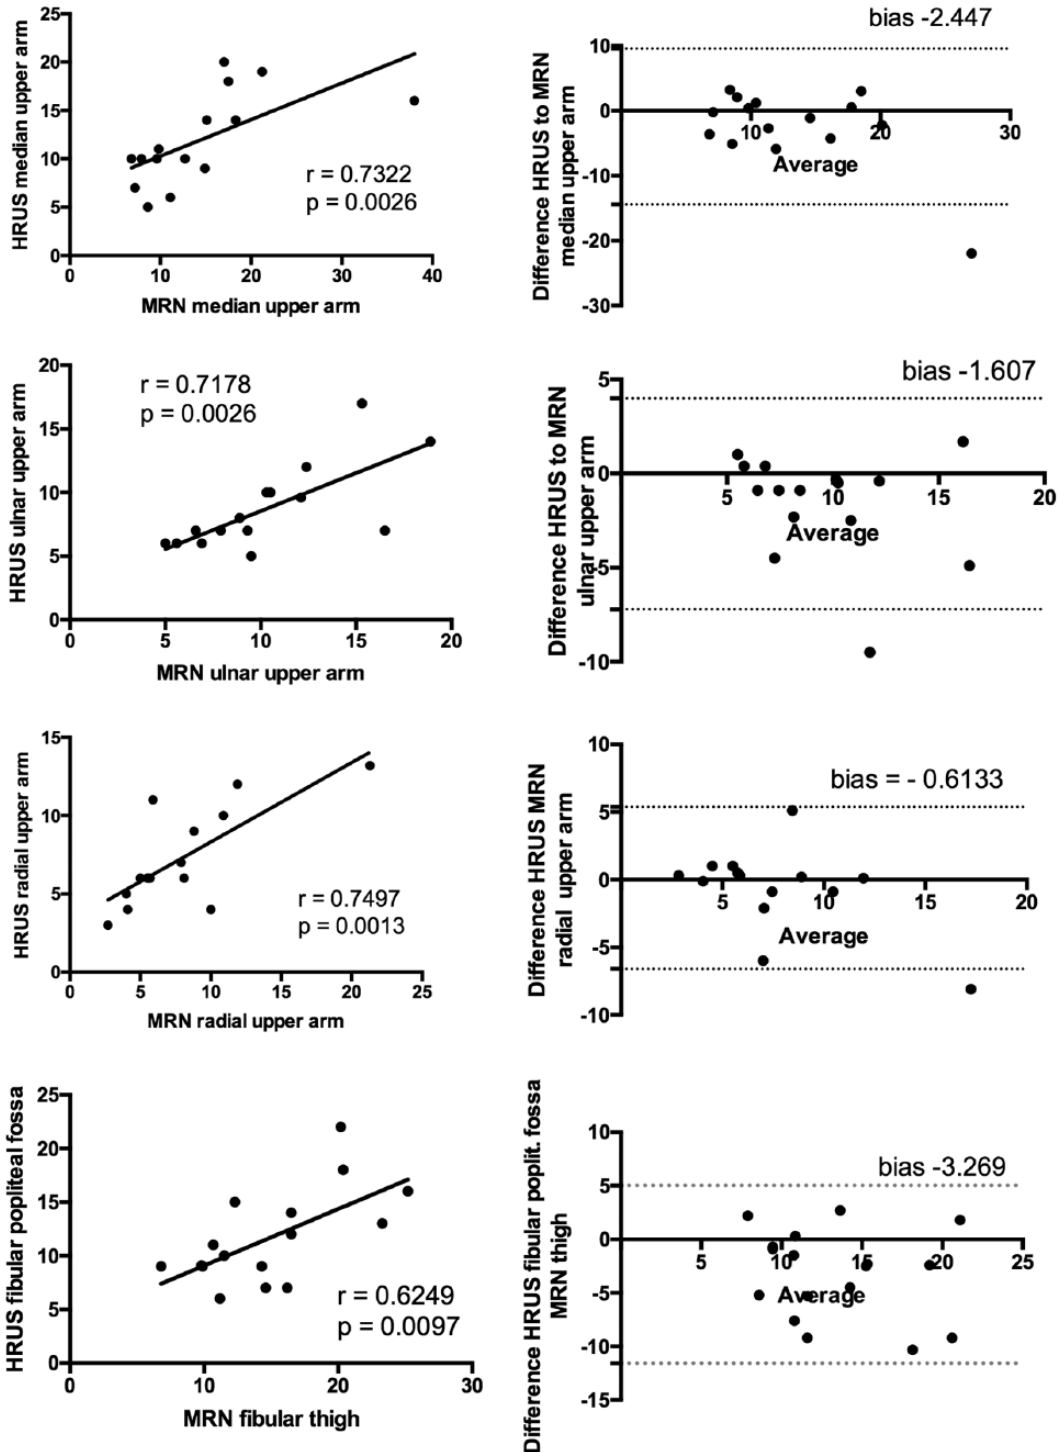 25
20
15
10
5
0
0
10
20
30
40
HRUS median upper arm
r = 0.7322
p = 0.0026
MRN median upper arm
bias -2.447
10
0
-10
-20
-30
10
20
30
Difference HRUS to MRN
median upper arm
Average
20
15
10
5
0
0
5
10
15
20
HRUS ulnar upper arm
r = 0.7178
p = 0.0026
MRN ulnar upper arm
bias -1.607
5
0
-5
-10
5
10
15
20
Difference HRUS to MRN
ulnar upper arm
Average
15
10
5
0
0
5
10
15
20
25
HRUS radial upper arm
r = 0.7497
p = 0.0013
MRN radial upper arm
bias = - 0.6133
10
5
0
-5
-10
5
10
15
20
Difference HRUS MRN
radial upper arm
Average
25
20
15
10
5
0
0
10
20
30
HRUS fibular popliteal fossa
r = 0.6249
p = 0.0097
MRN fibular thigh
bias -3.269
10
5
0
-5
-10
-15
5
10
15
20
25
Difference HRUS fibular poplit. fossa
MRN thigh
Average